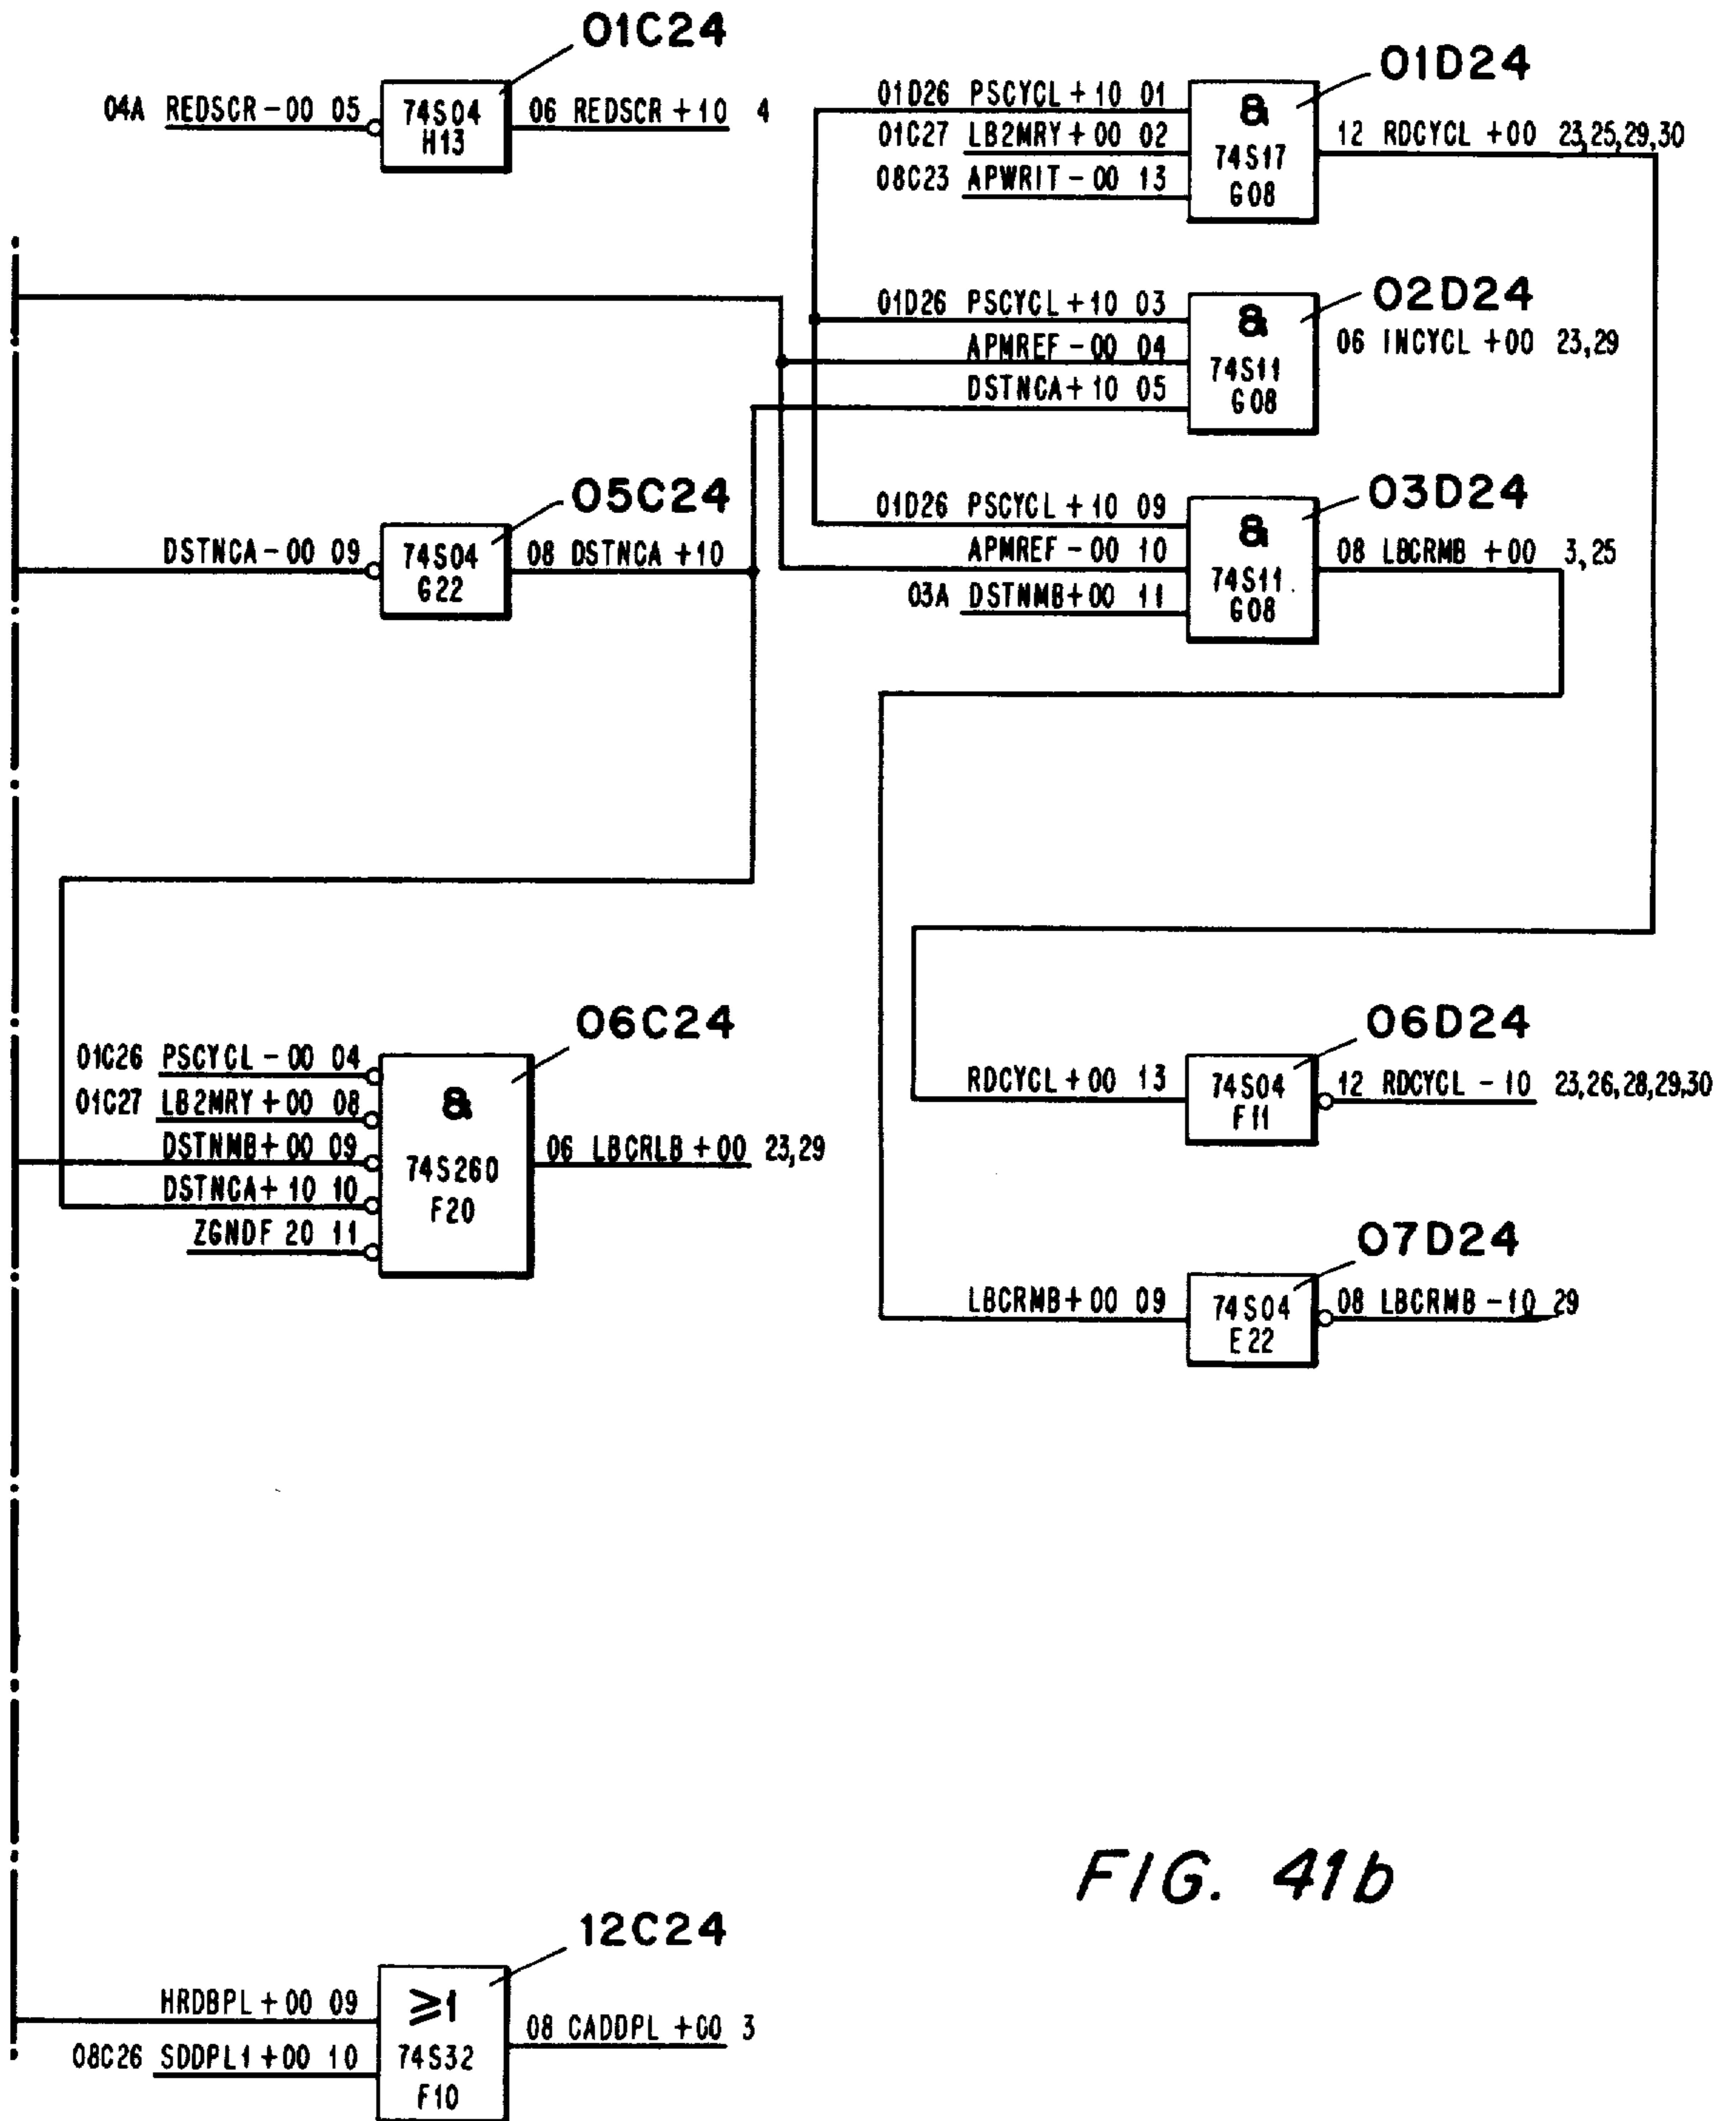 01C24
04A REDSCR-00 05
74S04
H13
06 REDSCR+10 4
01D24
01D26 PSCYCL+10 01
01C27 LB2MRY+00 02
08C23 APWRIT-00 13
&
74S17
G08
12 RDCYCL +00 23,25,29,30
02D24
01D26 PSCYCL+10 03
APMREF-00 04
DSTNCA+10 05
&
74S11
G08
06 INCYCL +00 23,29
05C24
DSTNCA-00 09
74S04
G22
08 DSTNCA +10
03D24
01D26 PSCYCL+10 09
APMREF-00 10
03A DSTNMB+00 11
&
74S11
G08
08 LBCRMB +00 3,25
06C24
01C26 PSCYCL-00 04
01C27 LB2MRY+00 08
DSTNMB+00 09
DSTNCA+10 10
ZGNDF 20 11
&
74S260
F20
06 LBCRLB +00 23,29
06D24
RDCYCL+00 13
74S04
F11
12 RDCYCL -10 23,26,28,29,30
07D24
LBCRMB+00 09
74S04
E22
08 LBCRMB -10 29
12C24
HRDBPL+00 09
08C26 SDDPL1+00 10
≥1
74S32
F10
08 CADDPL +00 3
FIG. 41b